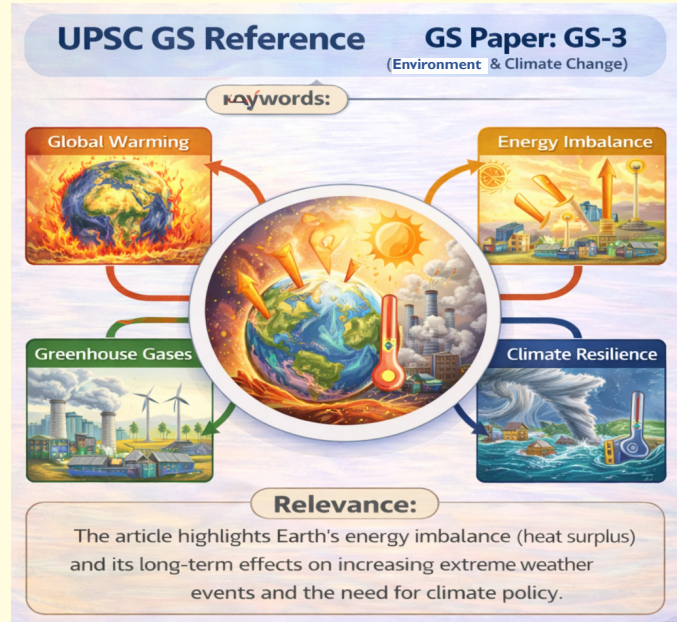 UPSC GS Reference
GS Paper: GS-3
(Environment & Climate Change)
Global Warming
Energy Imbalance
Greenhouse Gases
Climate Resilience
Relevance:
The article highlights Earth's energy imbalance (heat surplus)
and its long-term effects on increasing extreme weather
events and the need for climate policy.